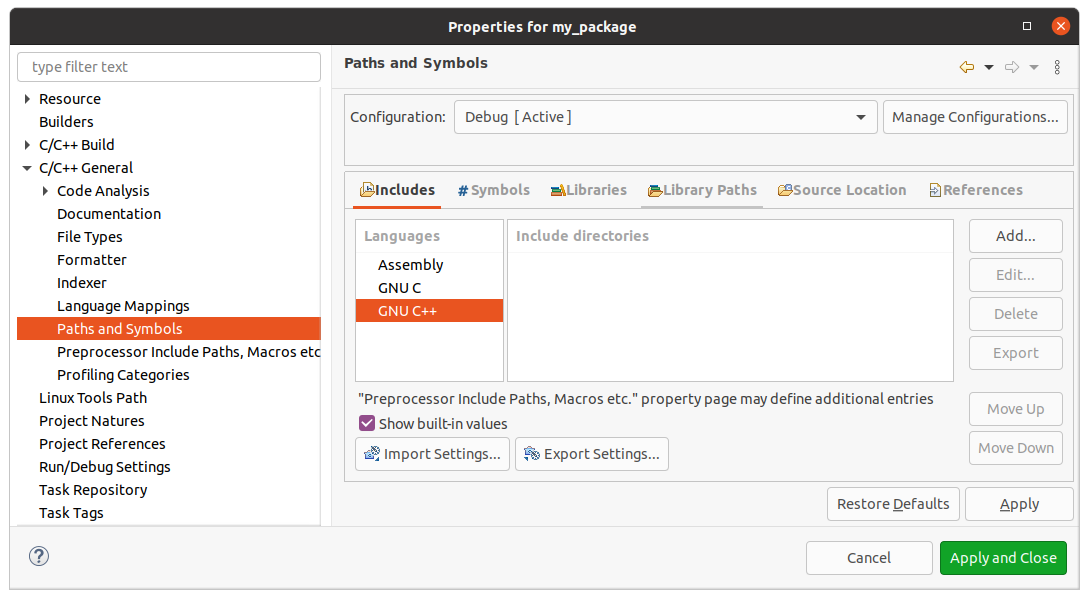 Properties for my_package
type filter text
Resource
Builders
C/C++ Build
C/C++ General
Code Analysis
Documentation
File Types
Formatter
Indexer
Language Mappings
Paths and Symbols
Preprocessor Include Paths, Macros etc
Profiling Categories
Linux Tools Path
Project Natures
Project References
Run/Debug Settings
Task Repository
Task Tags
Paths and Symbols
Configuration: Debug [ Active ] Manage Configurations...
Includes # Symbols Libraries Library Paths Source Location References
Languages
Assembly
GNU C
GNU C++
Include directories
Add...
Edit...
Delete
Export
Move Up
Move Down
"Preprocessor Include Paths, Macros etc." property page may define additional entries
Show built-in values
Import Settings... Export Settings...
Restore Defaults Apply
? Cancel Apply and Close